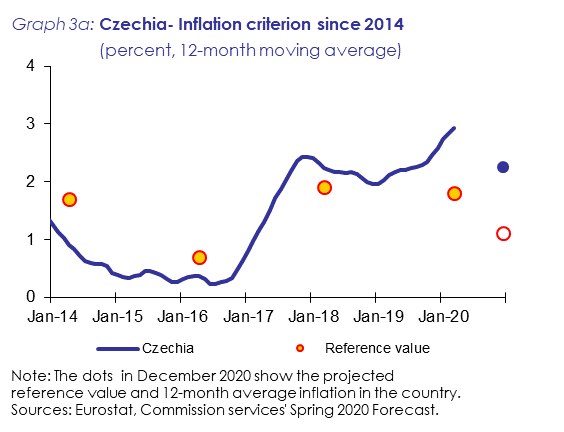 Graph 3a: Czechia- Inflation criterion since 2014
(percent, 12-month moving average)
4
3
2
1
0
Jan-14 Jan-15 Jan-16 Jan-17 Jan-18 Jan-19 Jan-20
Czechia Reference value
Note: The dots in December 2020 show the projected
reference value and 12-month average inflation in the country.
Sources: Eurostat, Commission services' Spring 2020 Forecast.